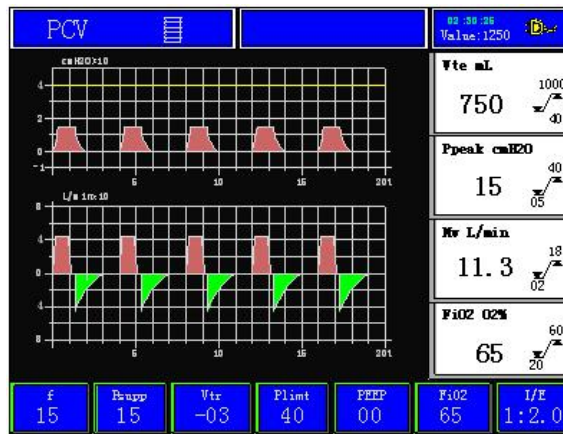 PCV
02:30:26
Value:1250
cmH2O×10
4
2
0
-1
5
10
15
20t
L/min×10
8
4
0
4
8
5
10
15
20t
Vte mL
750
1000
40
Ppeak cmH2O
15
40
05
Mv L/min
11.3
18
02
FiO2 O2%
65
60
20
f
15
Psupp
15
Vtr
-03
Plimt
40
PEEP
00
FiO2
65
I/E
1:2.0